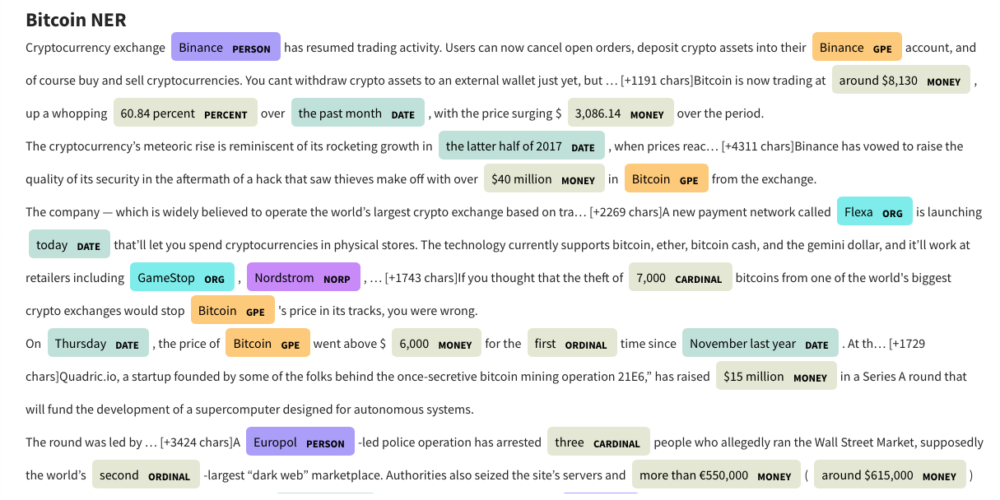 Bitcoin NER
Cryptocurrency exchange Binance PERSON has resumed trading activity. Users can now cancel open orders, deposit crypto assets into their Binance GPE account, and
of course buy and sell cryptocurrencies. You cant withdraw crypto assets to an external wallet just yet, but … [+1191 chars]Bitcoin is now trading at around $8,130 MONEY ,
up a whopping 60.84 percent PERCENT over the past month DATE , with the price surging $ 3,086.14 MONEY over the period.
The cryptocurrency’s meteoric rise is reminiscent of its rocketing growth in the latter half of 2017 DATE , when prices reac… [+4311 chars]Binance has vowed to raise the
quality of its security in the aftermath of a hack that saw thieves make off with over $40 million MONEY in Bitcoin GPE from the exchange.
The company — which is widely believed to operate the world’s largest crypto exchange based on tra… [+2269 chars]A new payment network called Flexa ORG is launching
today DATE that’ll let you spend cryptocurrencies in physical stores. The technology currently supports bitcoin, ether, bitcoin cash, and the gemini dollar, and it’ll work at
retailers including GameStop ORG , Nordstrom NORP , … [+1743 chars]If you thought that the theft of 7,000 CARDINAL bitcoins from one of the world's biggest
crypto exchanges would stop Bitcoin GPE 's price in its tracks, you were wrong.
On Thursday DATE , the price of Bitcoin GPE went above $ 6,000 MONEY for the first ORDINAL time since November last year DATE . At th… [+1729
chars]Quadric.io, a startup founded by some of the folks behind the once-secretive bitcoin mining operation 21E6,” has raised $15 million MONEY in a Series A round that
will fund the development of a supercomputer designed for autonomous systems.
The round was led by … [+3424 chars]A Europol PERSON -led police operation has arrested three CARDINAL people who allegedly ran the Wall Street Market, supposedly
the world’s second ORDINAL -largest “dark web” marketplace. Authorities also seized the site’s servers and more than €550,000 MONEY ( around $615,000 MONEY )